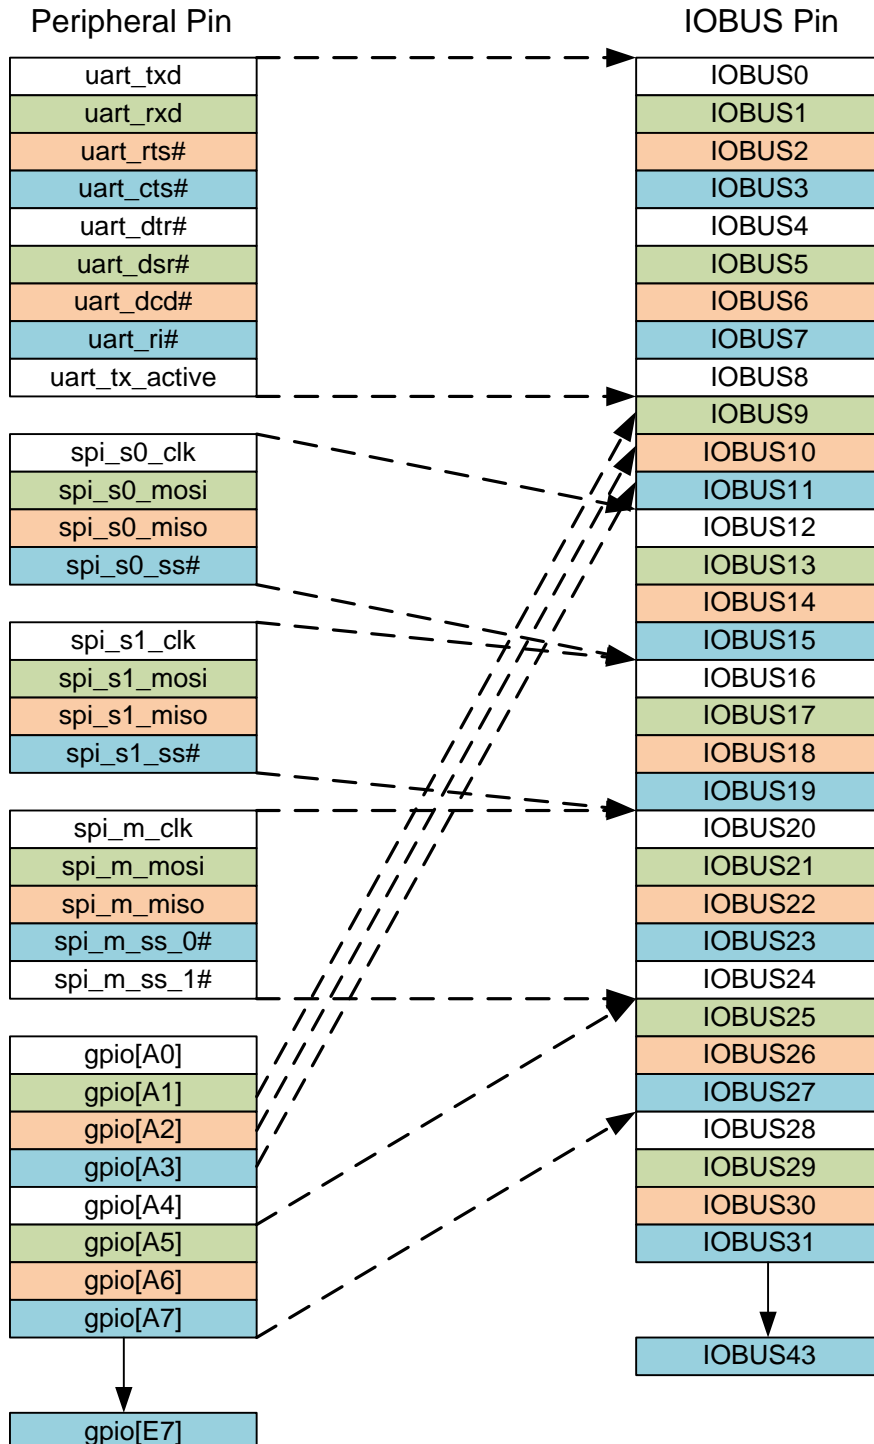 Peripheral Pin
uart_txd
uart_rxd
uart_rts#
uart_cts#
uart_dtr#
uart_dsr#
uart_dcd#
uart_ri#
uart_tx_active
spi_s0_clk
spi_s0_mosi
spi_s0_miso
spi_s0_ss#
spi_s1_clk
spi_s1_mosi
spi_s1_miso
spi_s1_ss#
spi_m_clk
spi_m_mosi
spi_m_miso
spi_m_ss_0#
spi_m_ss_1#
gpio[A0]
gpio[A1]
gpio[A2]
gpio[A3]
gpio[A4]
gpio[A5]
gpio[A6]
gpio[A7]
gpio[E7]
IOBUS Pin
IOBUS0
IOBUS1
IOBUS2
IOBUS3
IOBUS4
IOBUS5
IOBUS6
IOBUS7
IOBUS8
IOBUS9
IOBUS10
IOBUS11
IOBUS12
IOBUS13
IOBUS14
IOBUS15
IOBUS16
IOBUS17
IOBUS18
IOBUS19
IOBUS20
IOBUS21
IOBUS22
IOBUS23
IOBUS24
IOBUS25
IOBUS26
IOBUS27
IOBUS28
IOBUS29
IOBUS30
IOBUS31
IOBUS43